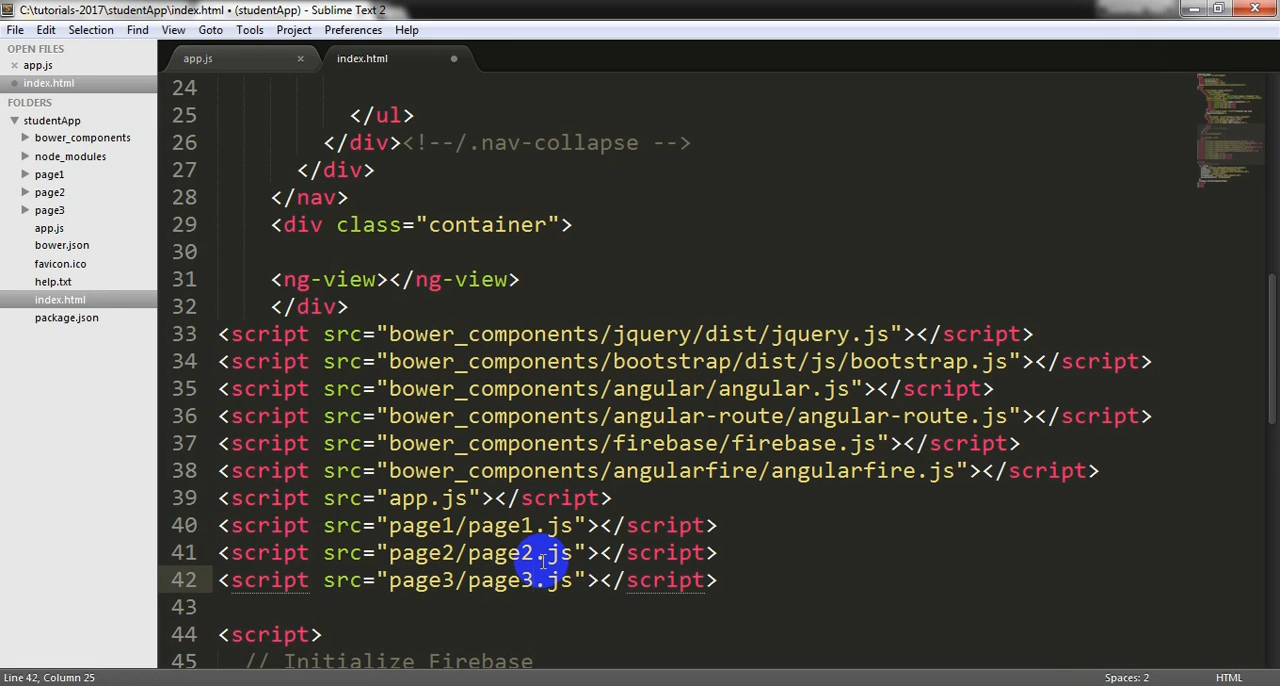 C:\tutorials-2017\studentApp\index.html • (studentApp) - Sublime Text 2
File Edit Selection Find View Goto Tools Project Preferences Help
OPEN FILES
app.js
index.html
FOLDERS
studentApp
bower_components
node_modules
page1
page2
page3
app.js
bower.json
favicon.ico
help.txt
index.html
package.json
app.js index.html
24
25 </ul>
26 </div><!--/.nav-collapse -->
27 </div>
28 </nav>
29 <div class="container">
30
31 <ng-view></ng-view>
32 </div>
33 <script src="bower_components/jquery/dist/jquery.js"></script>
34 <script src="bower_components/bootstrap/dist/js/bootstrap.js"></script>
35 <script src="bower_components/angular/angular.js"></script>
36 <script src="bower_components/angular-route/angular-route.js"></script>
37 <script src="bower_components/firebase/firebase.js"></script>
38 <script src="bower_components/angularfire/angularfire.js"></script>
39 <script src="app.js"></script>
40 <script src="page1/page1.js"></script>
41 <script src="page2/page2.js"></script>
42 <script src="page3/page3.js"></script>
43
44 <script>
45 // Initialize Firebase
Line 42, Column 25 Spaces: 2 HTML